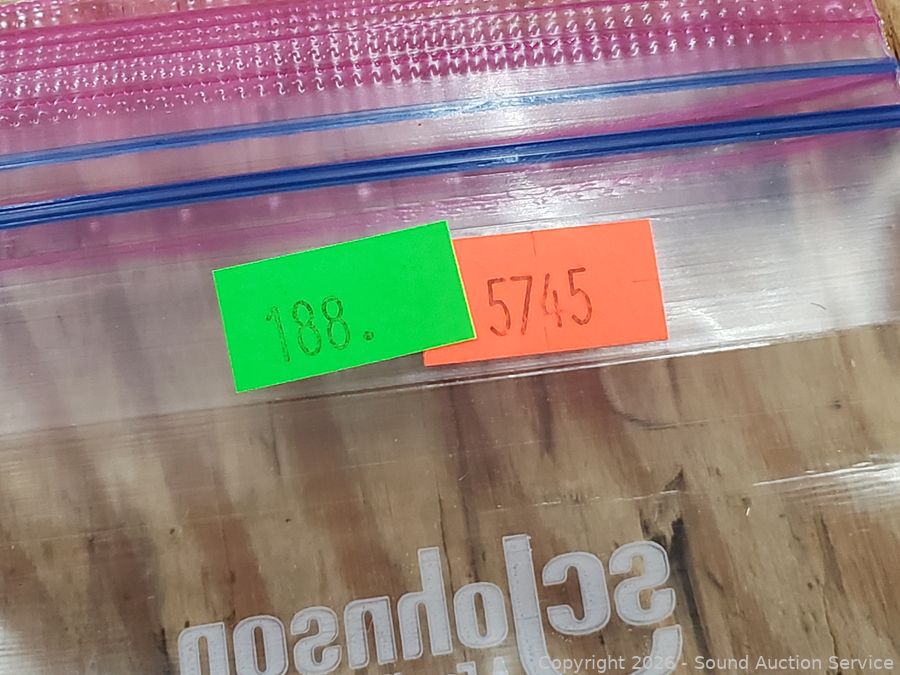 188.
5745
scJohnson
Copyright 2026 - Sound Auction Service